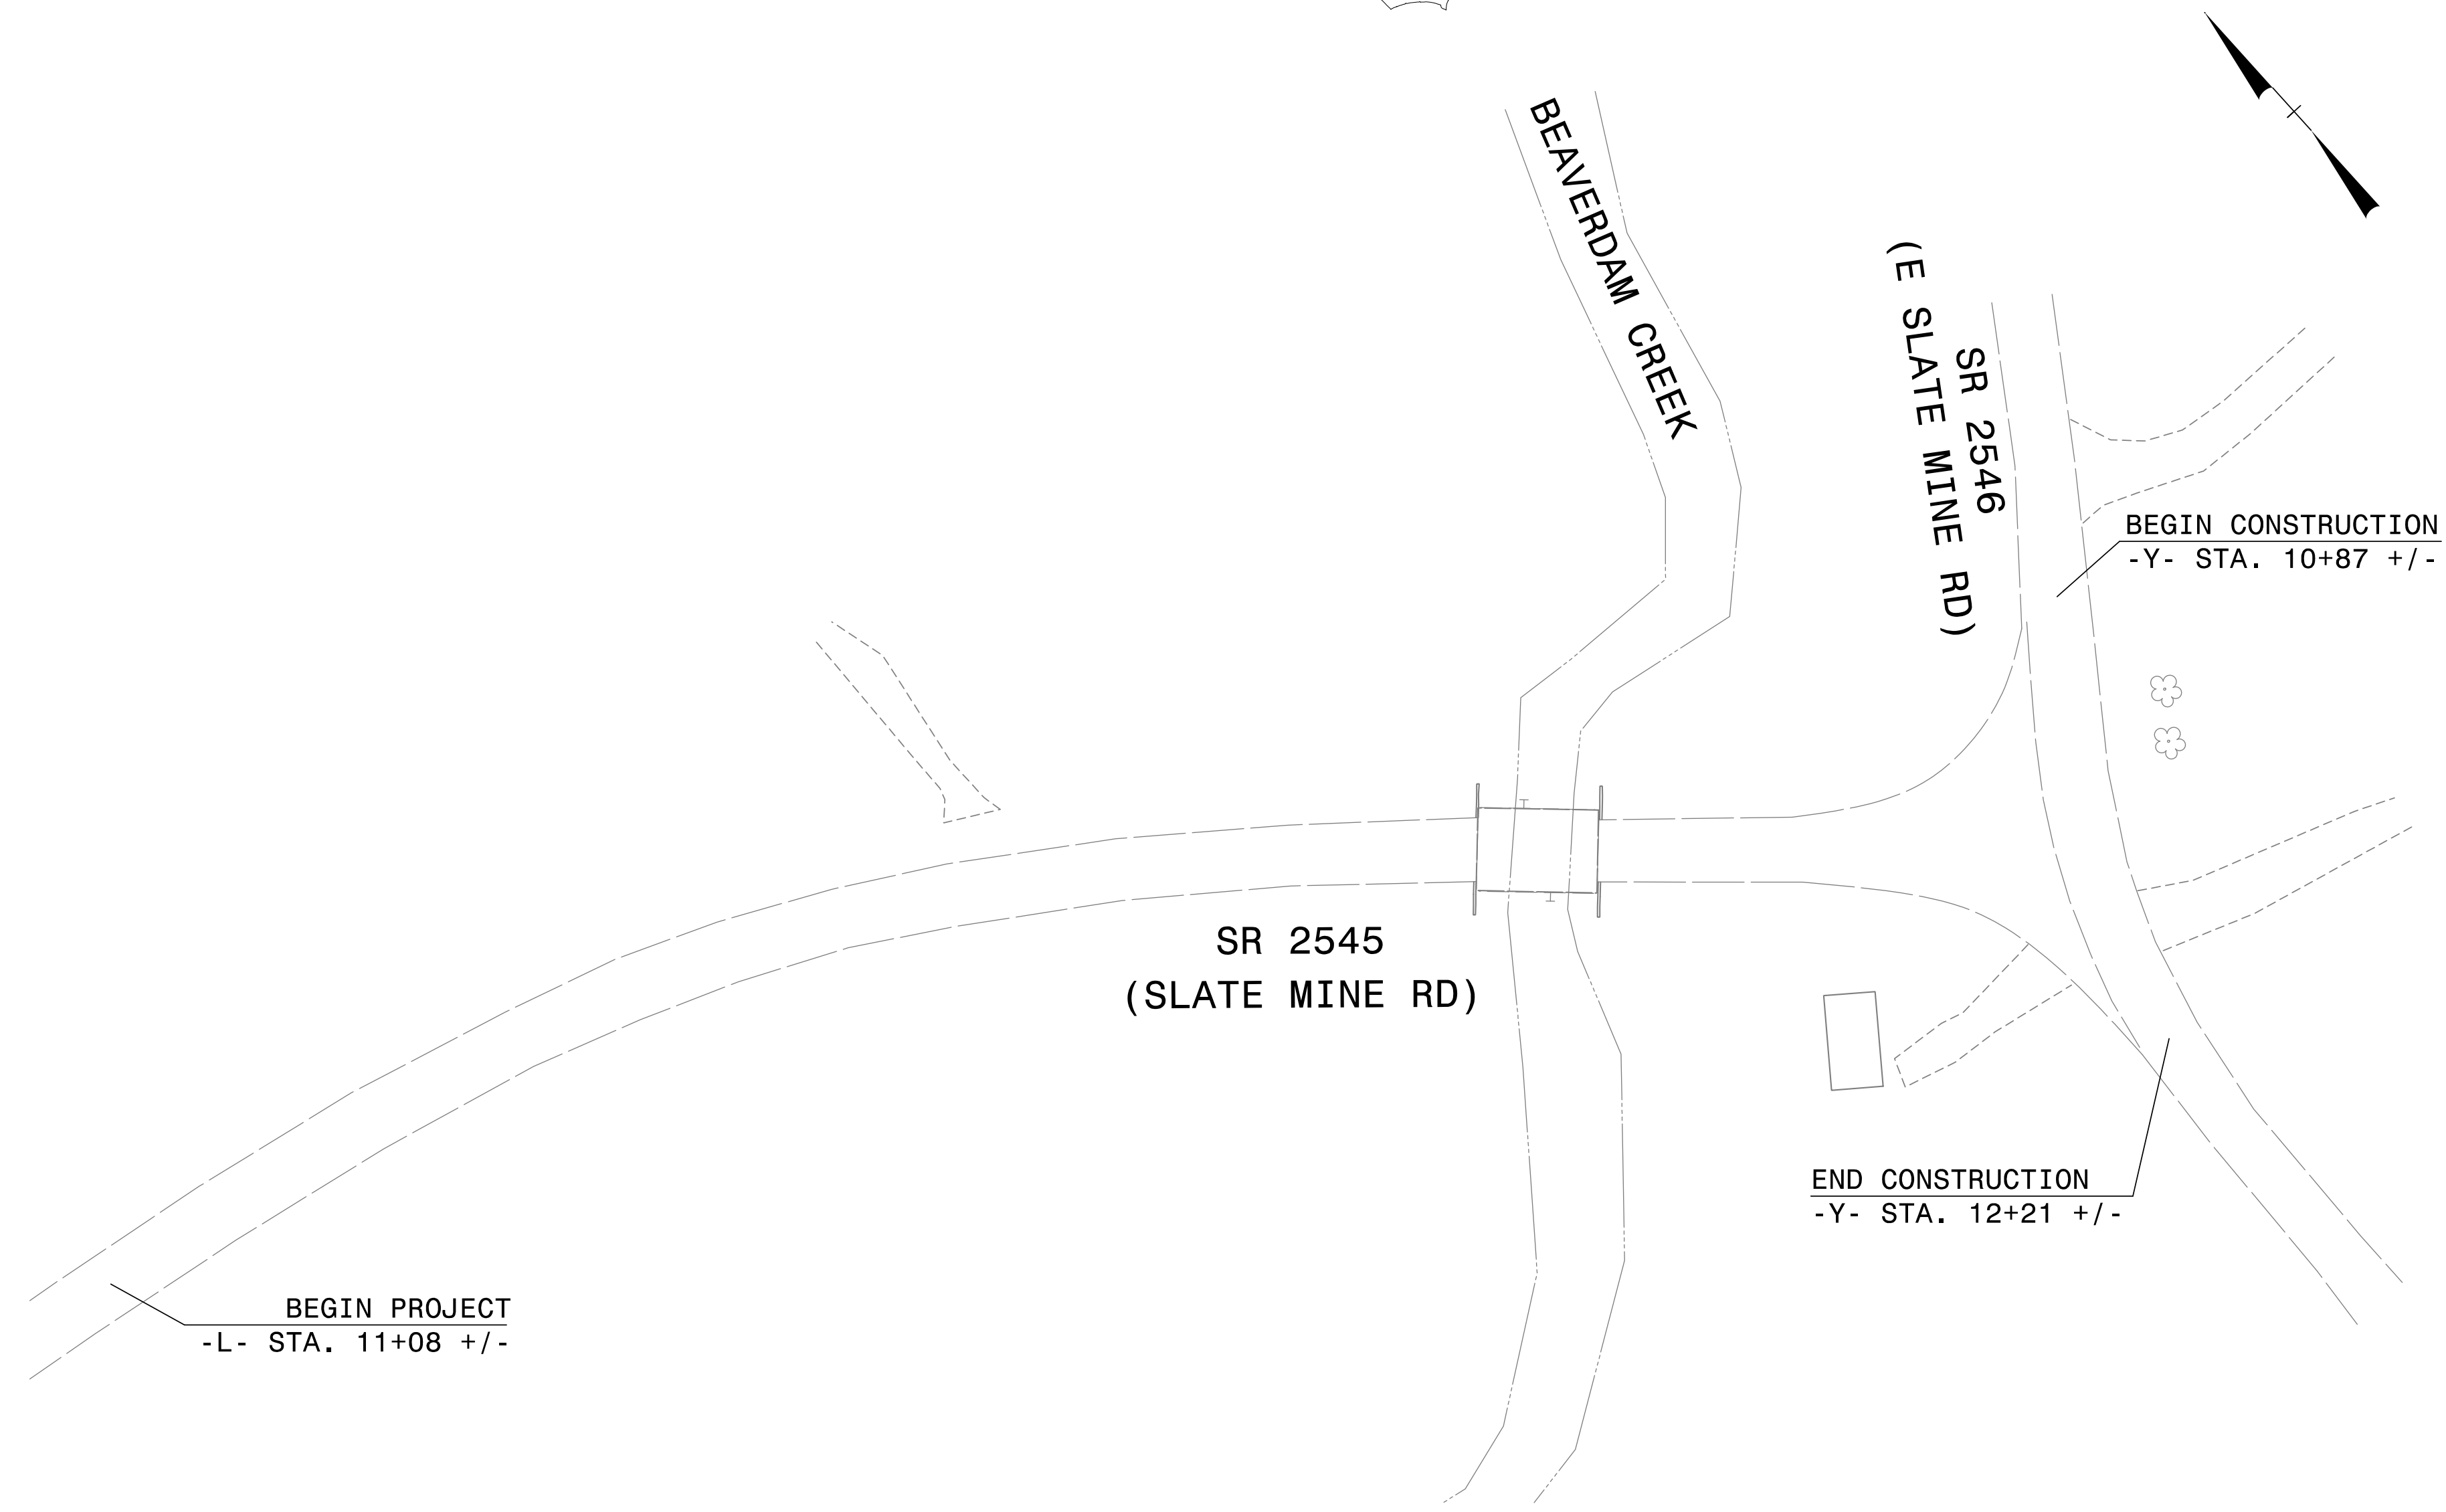 BEAVERDAM CREEK
SR 2546
(E SLATE MINE RD)
BEGIN CONSTRUCTION
-Y- STA. 10+87 +/-
SR 2545
(SLATE MINE RD)
END CONSTRUCTION
-Y- STA. 12+21 +/-
BEGIN PROJECT
-L- STA. 11+08 +/-